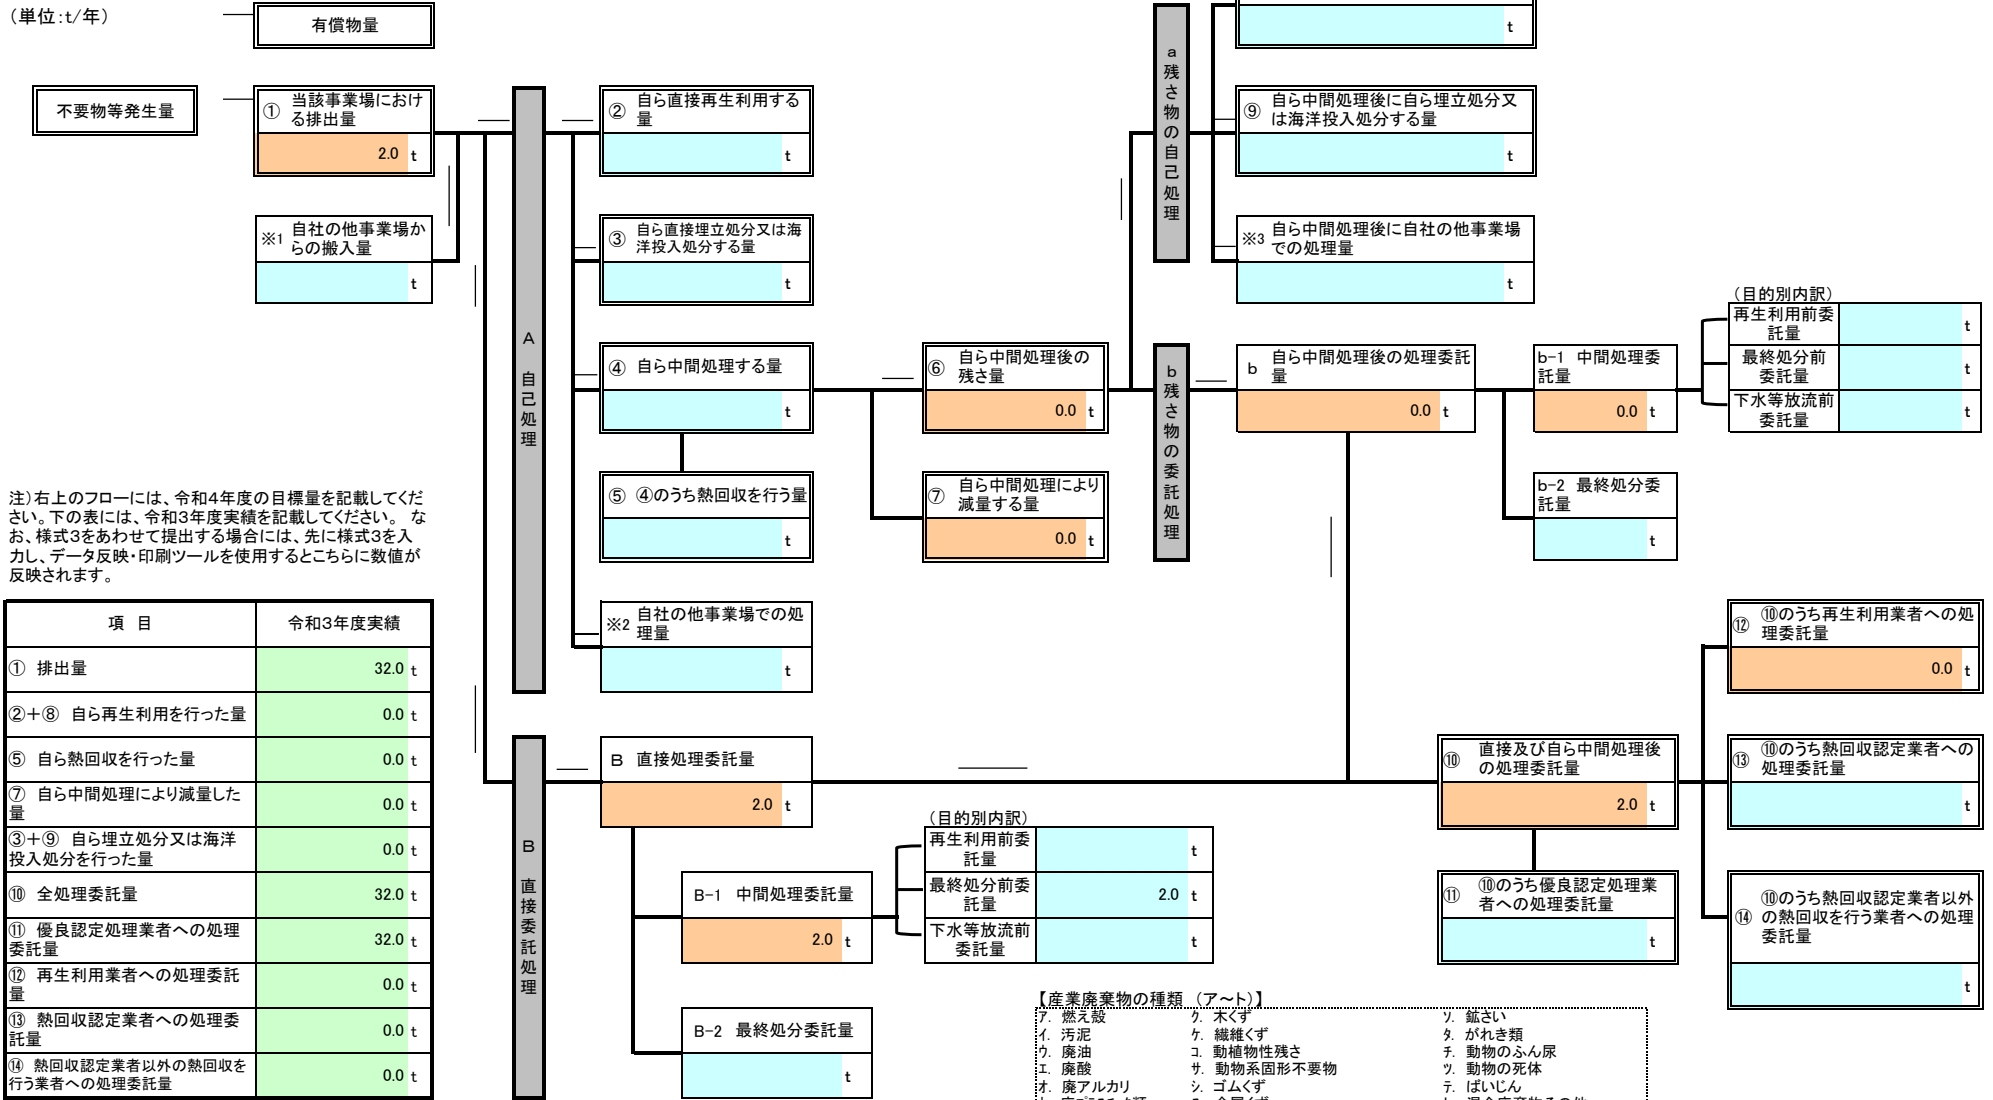 （単位:ｔ/年）
有償物量
ｔ
不要物等発生量
① 当該事業場におけ
る排出量
2.0 ｔ
※1 自社の他事業場か
らの搬入量
ｔ
A 自己処理
② 自ら直接再生利用する
量
ｔ
③ 自ら直接埋立処分又は海
洋投入処分する量
ｔ
④ 自ら中間処理する量
ｔ
⑤ ④のうち熱回収を行う量
ｔ
※2 自社の他事業場での処
理量
ｔ
⑥ 自ら中間処理後の
残さ量
0.0 ｔ
⑦ 自ら中間処理により
減量する量
0.0 ｔ
a 残さ物の自己処理
⑨ 自ら中間処理後に自ら埋立処分又
は海洋投入処分する量
ｔ
※3 自ら中間処理後に自社の他事業場
での処理量
ｔ
b 残さ物の委託処理
b 自ら中間処理後の処理委託
量
0.0 ｔ
b-1 中間処理委
託量
0.0 ｔ
b-2 最終処分委
託量
ｔ
（目的別内訳）
再生利用前委
託量
ｔ
最終処分前
委託量
ｔ
下水等放流前
委託量
ｔ
注）右上のフローには、令和４年度の目標量を記載してくだ
さい。下の表には、令和３年度実績を記載してください。 な
お、様式３をあわせて提出する場合には、先に様式３を入
力し、データ反映・印刷ツールを使用するとこちらに数値が
反映されます。
項 目 令和３年度実績
① 排出量 32.0 ｔ
②＋⑧ 自ら再生利用を行った量 0.0 ｔ
⑤ 自ら熱回収を行った量 0.0 ｔ
⑦ 自ら中間処理により減量した
量 0.0 ｔ
③＋⑨ 自ら埋立処分又は海洋
投入処分を行った量 0.0 ｔ
⑩ 全処理委託量 32.0 ｔ
⑪ 優良認定処理業者への処理
委託量 32.0 ｔ
⑫ 再生利用業者への処理委託
量 0.0 ｔ
⑬ 熱回収認定業者への処理委
託量 0.0 ｔ
⑭ 熱回収認定業者以外の熱回収を
行う業者への処理委託量 0.0 ｔ
B 直接委託処理
B 直接処理委託量
2.0 ｔ
B-1 中間処理委託量
2.0 ｔ
B-2 最終処分委託量
ｔ
（目的別内訳）
再生利用前委
託量
ｔ
最終処分前委
託量
2.0 ｔ
下水等放流前
委託量
ｔ
⑩ 直接及び自ら中間処理後
の処理委託量
2.0 ｔ
⑪ ⑩のうち優良認定処理業
者への処理委託量
ｔ
⑫ ⑩のうち再生利用業者への処
理委託量
0.0 ｔ
⑬ ⑩のうち熱回収認定業者への
処理委託量
ｔ
⑭ ⑩のうち熱回収認定業者以外
の熱回収を行う業者への処理
委託量
ｔ
【産業廃棄物の種類 （ア～ト）】
ｱ. 燃え殻 ｸ. 木くず ｿ. 鉱さい
ｲ. 汚泥 ｹ. 繊維くず ﾀ. がれき類
ｳ. 廃油 ｺ. 動植物性残さ ﾁ. 動物のふん尿
ｴ. 廃酸 ｻ. 動物系固形不要物 ﾂ. 動物の死体
ｵ. 廃アルカリ ｼ. ゴムくず ﾃ. ばいじん